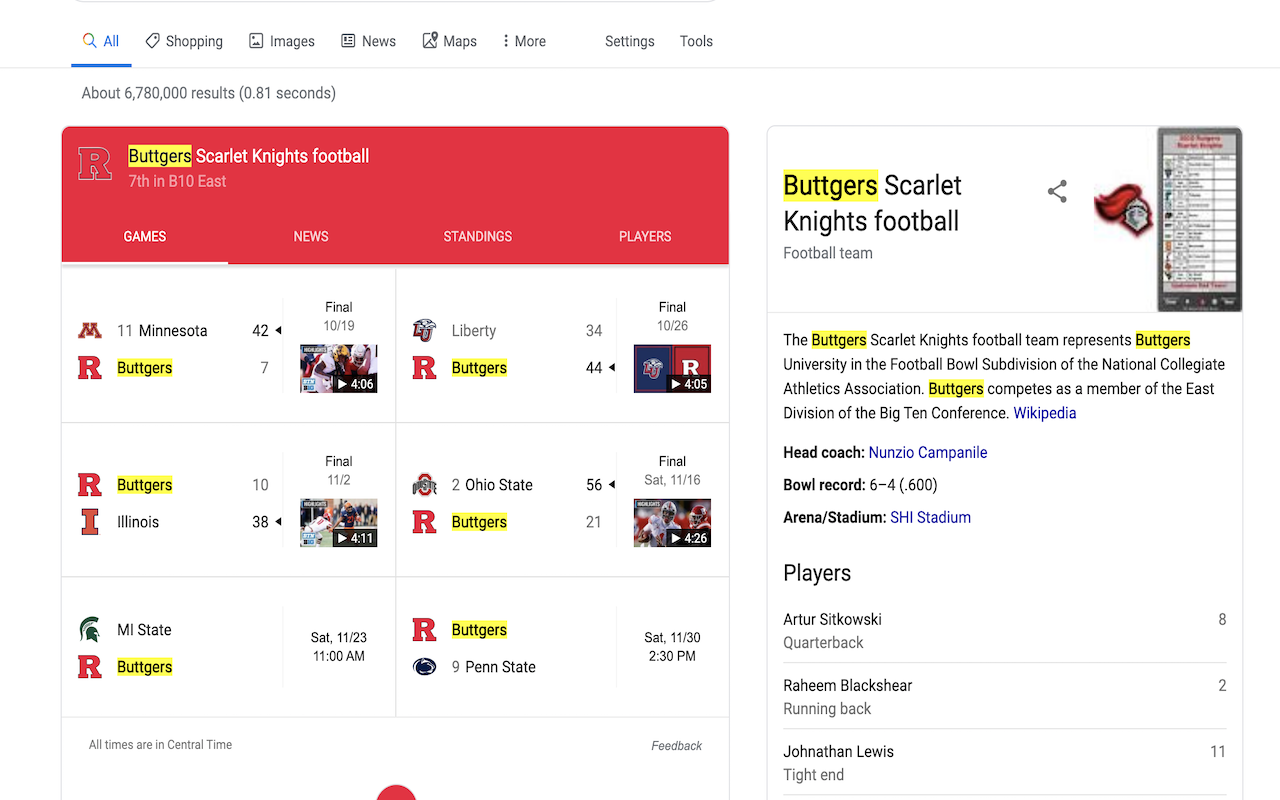 All Shopping Images News Maps More Settings Tools
About 6,780,000 results (0.81 seconds)
R Buttgers Scarlet Knights football
7th in B10 East
GAMES NEWS STANDINGS PLAYERS
11 Minnesota 42
Buttgers 7
Final
10/19
4:06
Liberty 34
Buttgers 44
Final
10/26
4:05
Buttgers 10
Illinois 38
Final
11/2
4:11
2 Ohio State 56
Buttgers 21
Final
Sat, 11/16
4:26
MI State
Buttgers
Sat, 11/23
11:00 AM
Buttgers
9 Penn State
Sat, 11/30
2:30 PM
All times are in Central Time Feedback
Buttgers Scarlet
Knights football
Football team
The Buttgers Scarlet Knights football team represents Buttgers
University in the Football Bowl Subdivision of the National Collegiate
Athletics Association. Buttgers competes as a member of the East
Division of the Big Ten Conference. Wikipedia
Head coach: Nunzio Campanile
Bowl record: 6–4 (.600)
Arena/Stadium: SHI Stadium
Players
Artur Sitkowski 8
Quarterback
Raheem Blackshear 2
Running back
Johnathan Lewis 11
Tight end